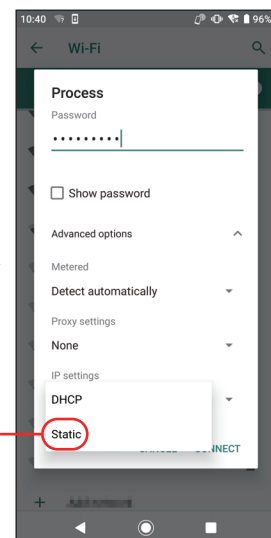 10:40 96%
Wi-Fi
Process
Password
•••••••••
Show password
Advanced options
Metered
Detect automatically
Proxy settings
None
IP settings
DHCP
Static